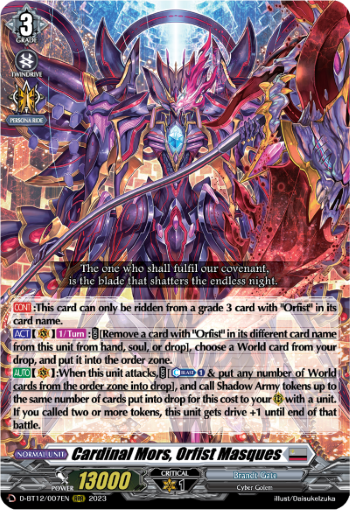 3
GRADE
TWINDRIVE
PERSONA RIDE
The one who shall fulfil our covenant,
is the blade that shatters the endless night.
CONT:This card can only be ridden from a grade 3 card with "Orfist" in its
card name.
ACT【】1/Turn:[Remove a card with "Orfist" in its different card name
from this unit from hand, soul, or drop], choose a World card from your
drop, and put it into the order zone.
AUTO【】:When this unit attacks, [C BLAST 1 & put any number of World
cards from the order zone into drop], and call Shadow Army tokens up to
the same number of cards put into drop for this cost to your with a unit.
If you called two or more tokens, this unit gets drive +1 until end of that
battle.
NORMAL UNIT
Cardinal Mors, Orfist Masques
POWER 13000
CRITICAL
1
Brandt Gate
Cyber Golem
D-BT12/007EN RRR 2023
Illust/DaisukeIzuka